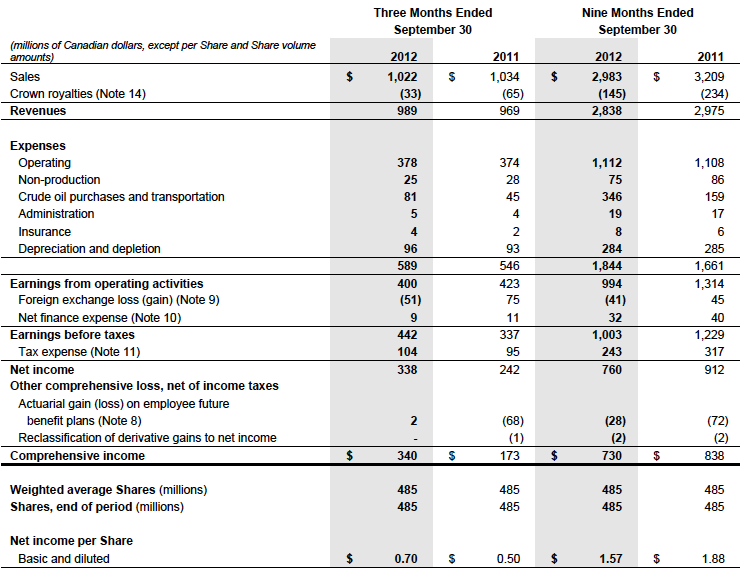 Three Months Ended Nine Months Ended
September 30 September 30
(millions of Canadian dollars, except per Share and Share volume
amounts) 2012 2011 2012 2011
Sales $ 1,022 $ 1,034 $ 2,983 $ 3,209
Crown royalties (Note 14) (33) (65) (145) (234)
Revenues 989 969 2,838 2,975
Expenses
Operating 378 374 1,112 1,108
Non-production 25 28 75 86
Crude oil purchases and transportation 81 45 346 159
Administration 5 4 19 17
Insurance 4 2 8 6
Depreciation and depletion 96 93 284 285
589 546 1,844 1,661
Earnings from operating activities 400 423 994 1,314
Foreign exchange loss (gain) (Note 9) (51) 75 (41) 45
Net finance expense (Note 10) 9 11 32 40
Earnings before taxes 442 337 1,003 1,229
Tax expense (Note 11) 104 95 243 317
Net income 338 242 760 912
Other comprehensive loss, net of income taxes
Actuarial gain (loss) on employee future
benefit plans (Note 8) 2 (68) (28) (72)
Reclassification of derivative gains to net income - (1) (2) (2)
Comprehensive income $ 340 $ 173 $ 730 $ 838
Weighted average Shares (millions) 485 485 485 485
Shares, end of period (millions) 485 485 485 485
Net income per Share
Basic and diluted $ 0.70 $ 0.50 $ 1.57 $ 1.88